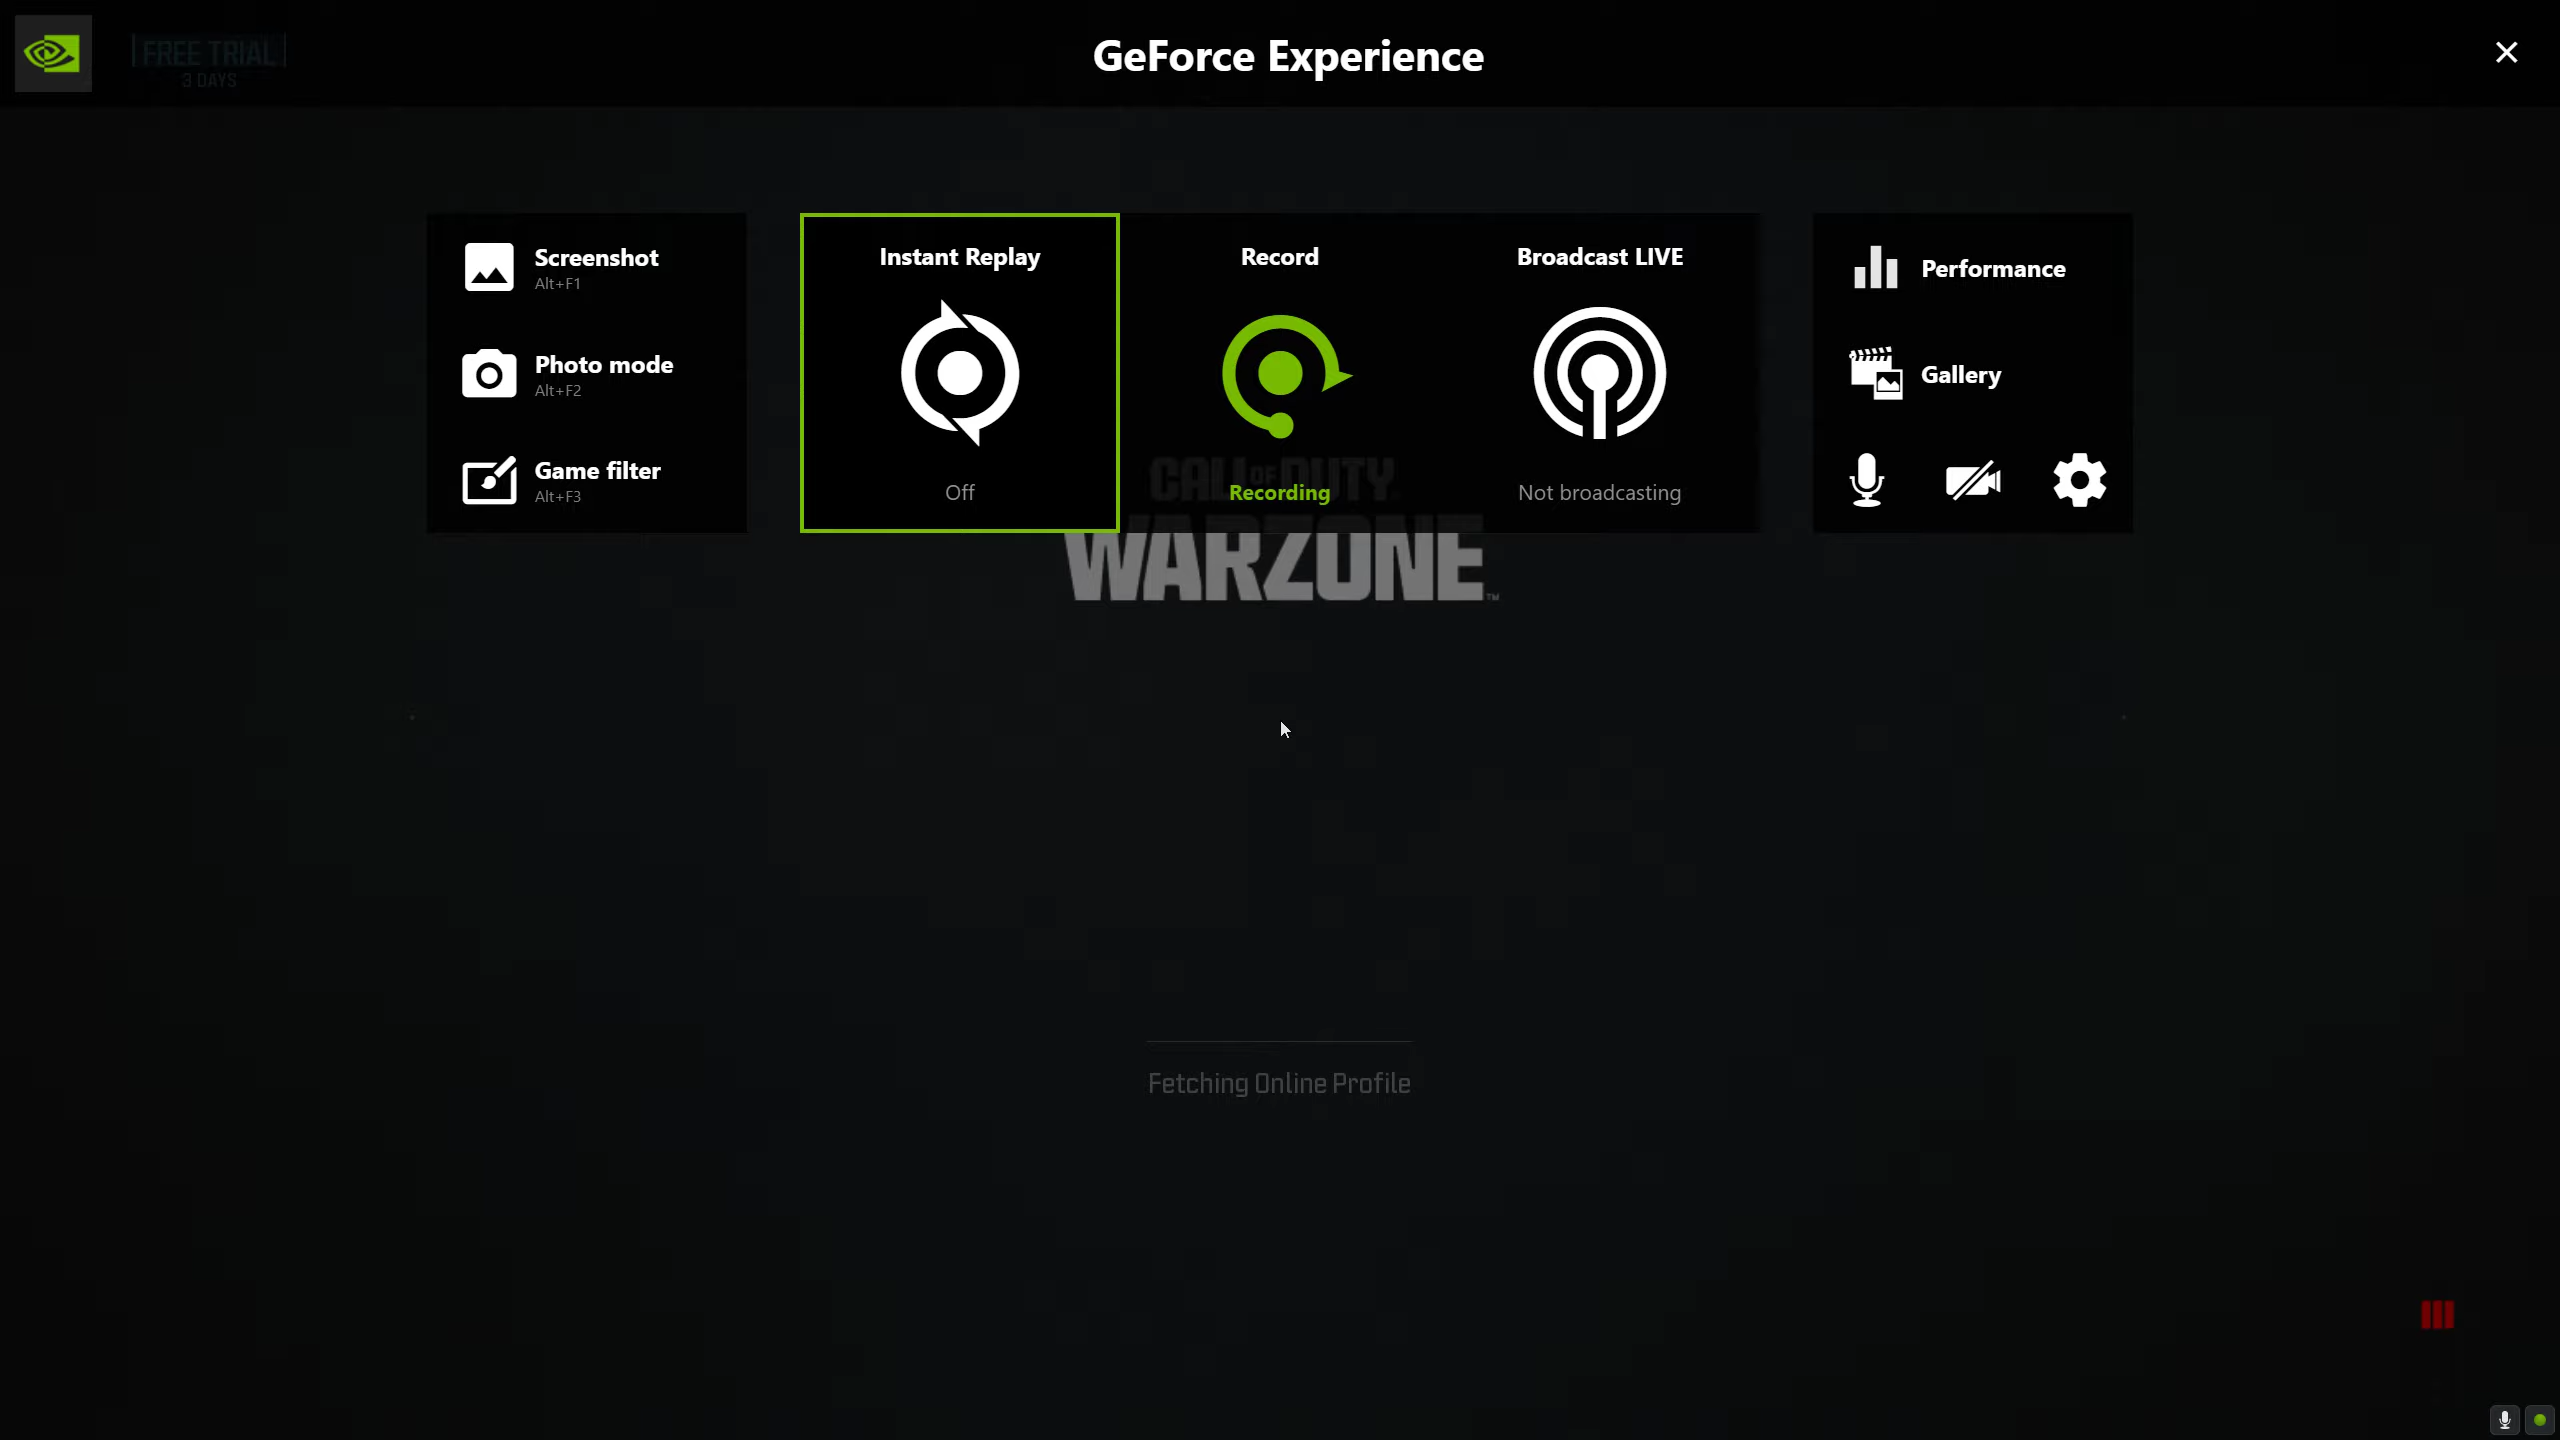 FREE TRIAL
3 DAYS
GeForce Experience
Screenshot
Alt+F1
Photo mode
Alt+F2
Game filter
Alt+F3
Instant Replay
Off
Record
Recording
Broadcast LIVE
Not broadcasting
Performance
Gallery
CALL OF DUTY
WARZONE™
Fetching Online Profile